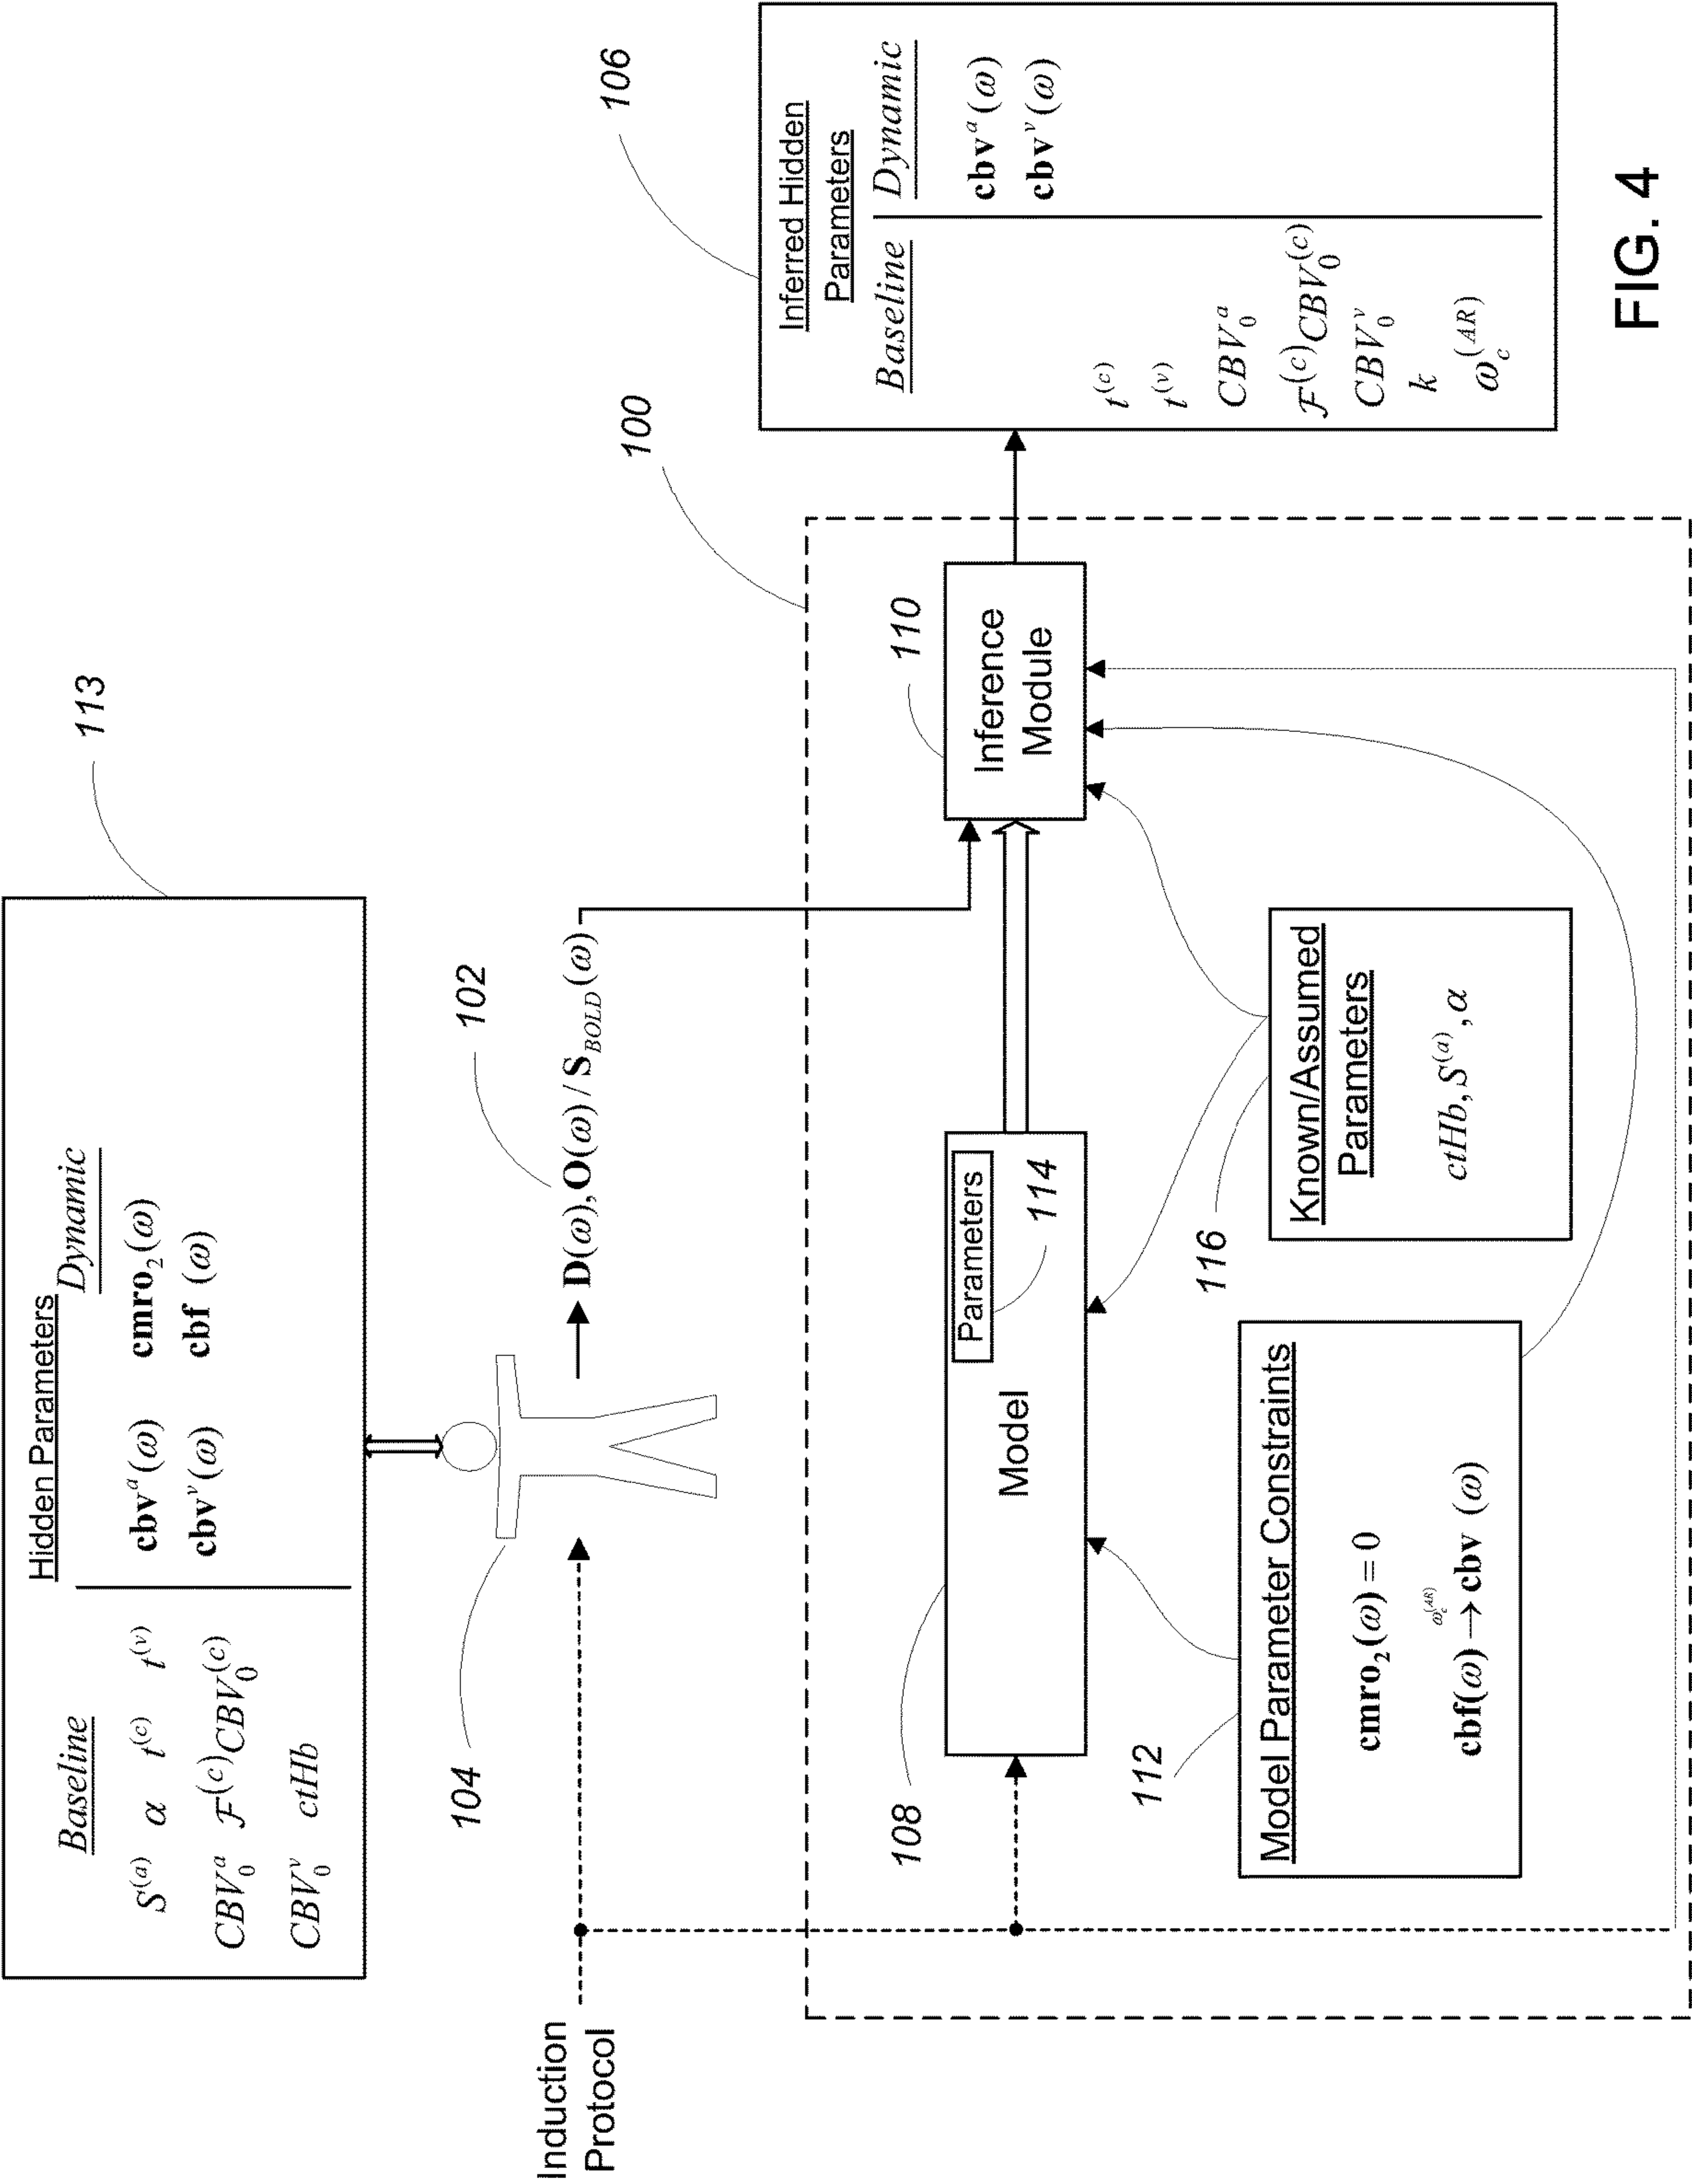 113
Hidden Parameters
Baseline
Dynamic
S^(a) α t^(c) t^(v)
CBV_0^a ℱ^(c)CBV_0^(c)
CBV_0^v ctHb
cbv^a(ω) cmro_2(ω)
cbv^v(ω) cbf (ω)
104
102
D(ω),O(ω) / S_BOLD(ω)
Induction
Protocol
100
108
Model
Parameters
114
110
Inference
Module
112
Model Parameter Constraints
cmro_2(ω) = 0
ω_c^(AR)
cbf(ω) → cbv (ω)
116
Known/Assumed
Parameters
ctHb, S^(a), α
106
Inferred Hidden
Parameters
Baseline
Dynamic
t^(c)
t^(v)
CBV_0^a
ℱ^(c)CBV_0^(c)
CBV_0^v
k
ω_c^(AR)
cbv^a(ω)
cbv^v(ω)
FIG. 4